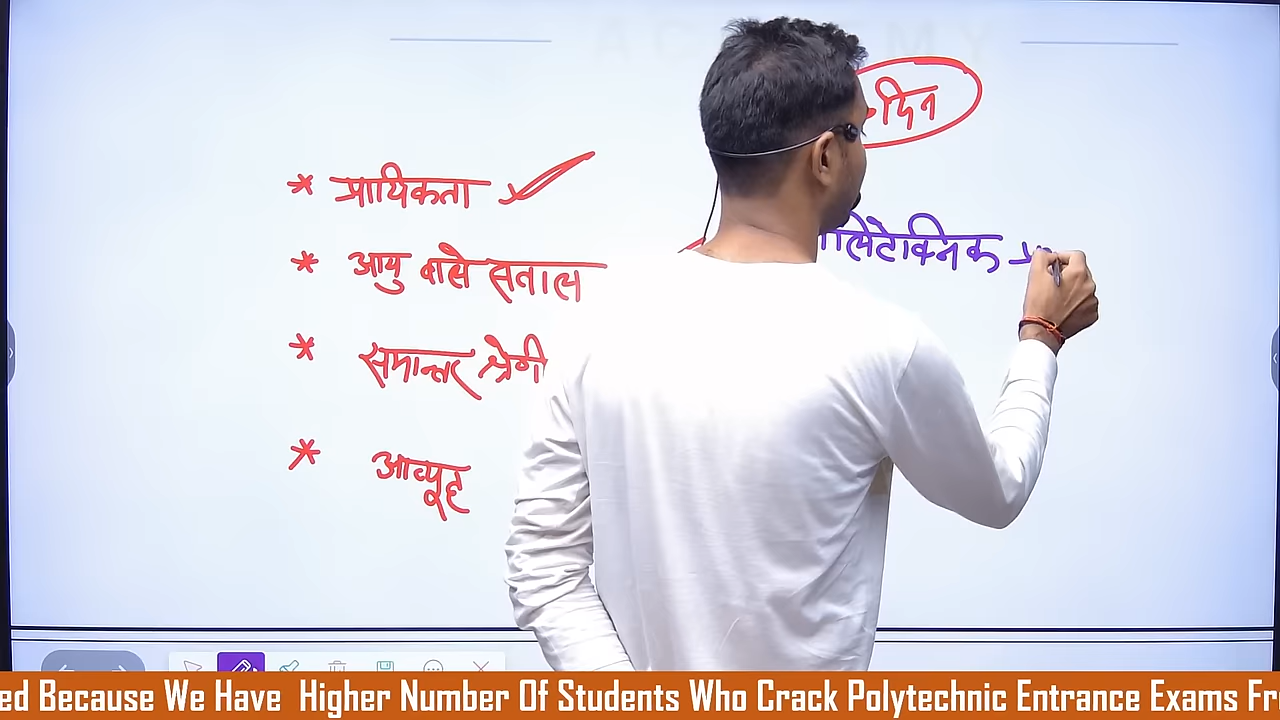 ACADEMY
दिन
* प्रायिकता
पालिटेक्निक
* आयु वाले सवाल
* समान्तर श्रेणी
* आव्यूह
ed Because We Have Higher Number Of Students Who Crack Polytechnic Entrance Exams Fr